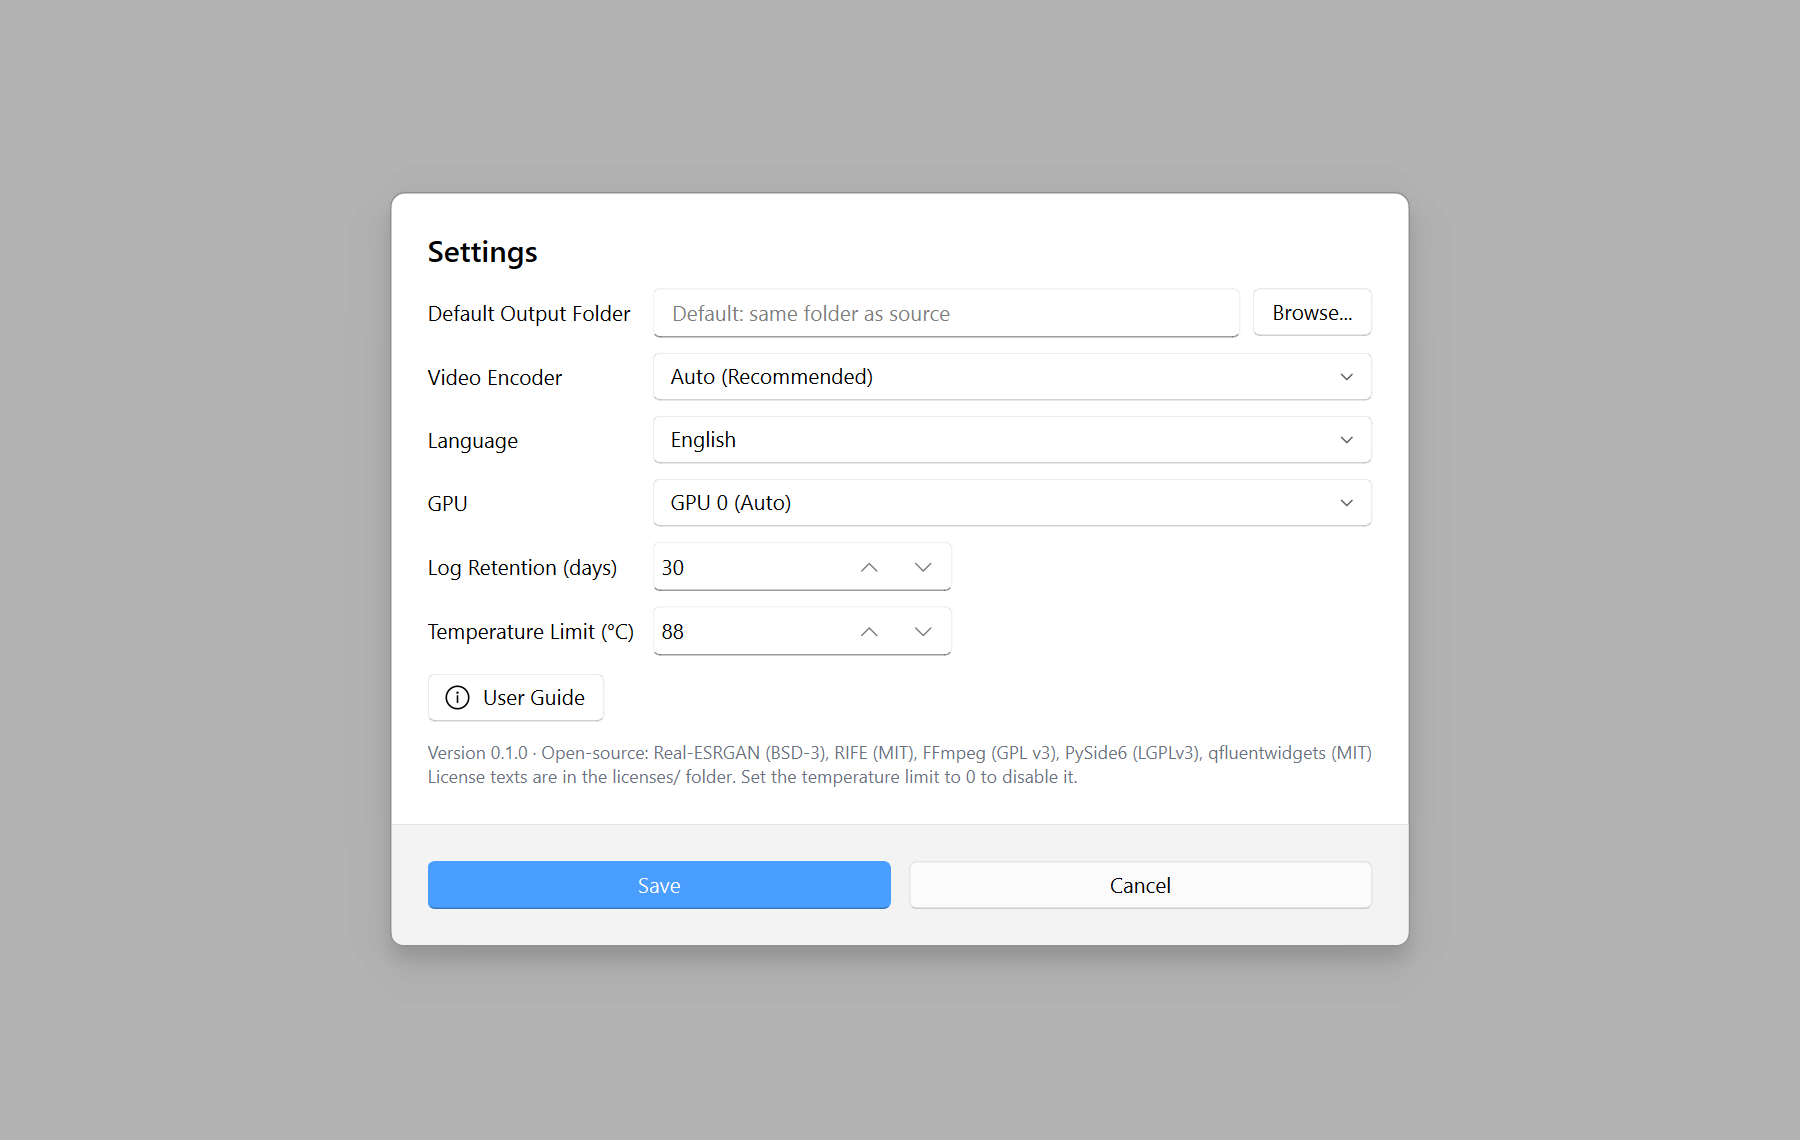 Settings
Default Output Folder
Default: same folder as source
Browse...
Video Encoder
Auto (Recommended)
Language
English
GPU
GPU 0 (Auto)
Log Retention (days)
30
Temperature Limit (°C)
88
User Guide
Version 0.1.0 · Open-source: Real-ESRGAN (BSD-3), RIFE (MIT), FFmpeg (GPL v3), PySide6 (LGPLv3), qfluentwidgets (MIT)
License texts are in the licenses/ folder. Set the temperature limit to 0 to disable it.
Save
Cancel